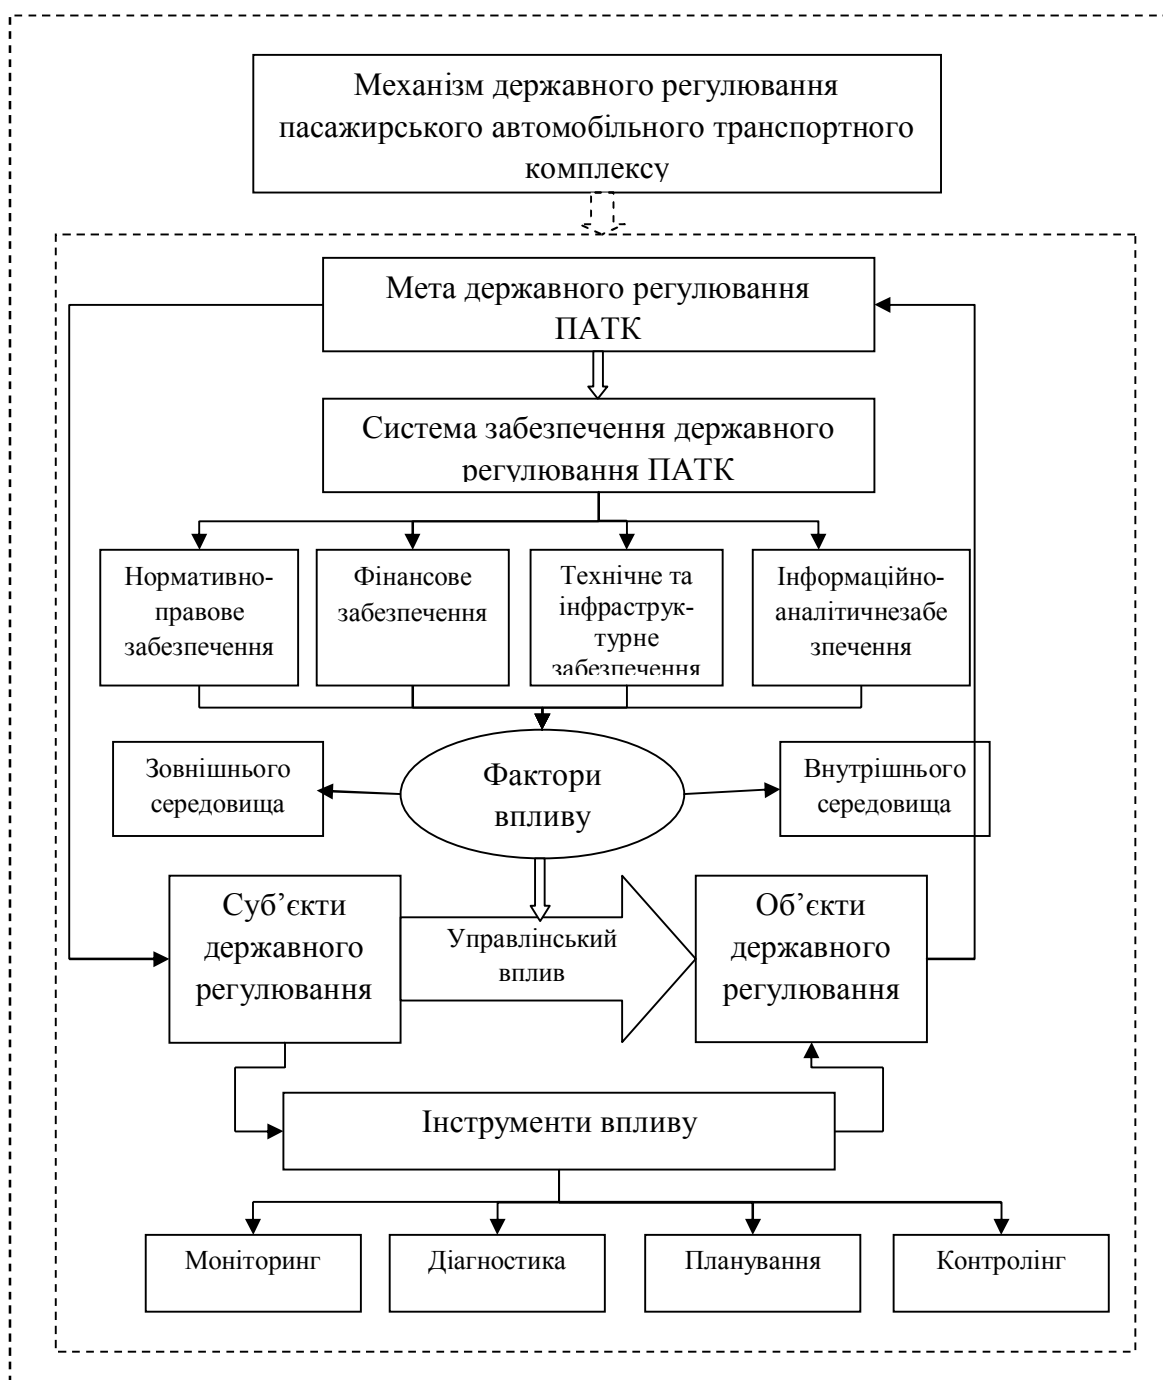 Механізм державного регулювання
пасажирського автомобільного транспортного
комплексу
Мета державного регулювання
ПАТК
Система забезпечення державного
регулювання ПАТК
Нормативно-
правове
забезпечення
Фінансове
забезпечення
Технічне та
інфраструк-
турне
забезпечення
Інформаційно-
аналітичнезабе
зпечення
Зовнішнього
середовища
Фактори
впливу
Внутрішнього
середовища
Суб’єкти
державного
регулювання
Управлінський
вплив
Об’єкти
державного
регулювання
Інструменти впливу
Моніторинг
Діагностика
Планування
Контролінг